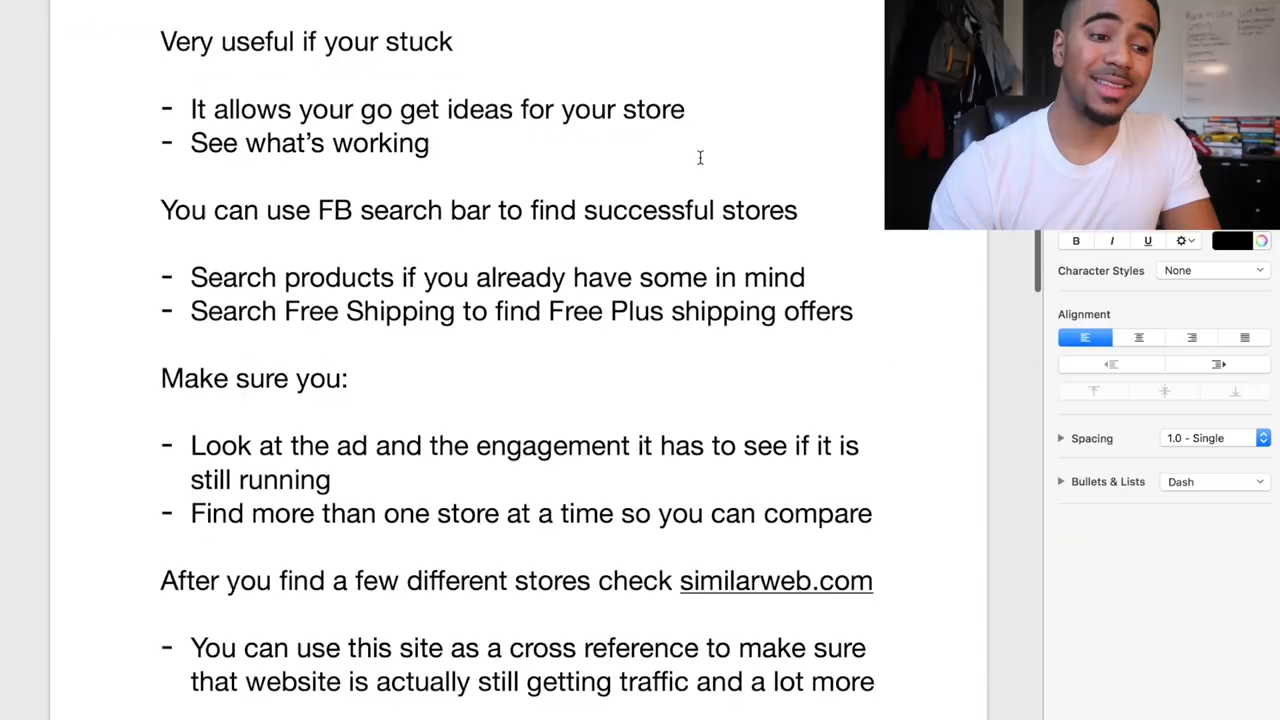 Very useful if your stuck
- It allows your go get ideas for your store
- See what's working
You can use FB search bar to find successful stores
- Search products if you already have some in mind
- Search Free Shipping to find Free Plus shipping offers
Make sure you:
- Look at the ad and the engagement it has to see if it is
still running
- Find more than one store at a time so you can compare
After you find a few different stores check similarweb.com
- You can use this site as a cross reference to make sure
that website is actually still getting traffic and a lot more
B I U
Character Styles None
Alignment
Spacing 1.0 - Single
Bullets & Lists Dash